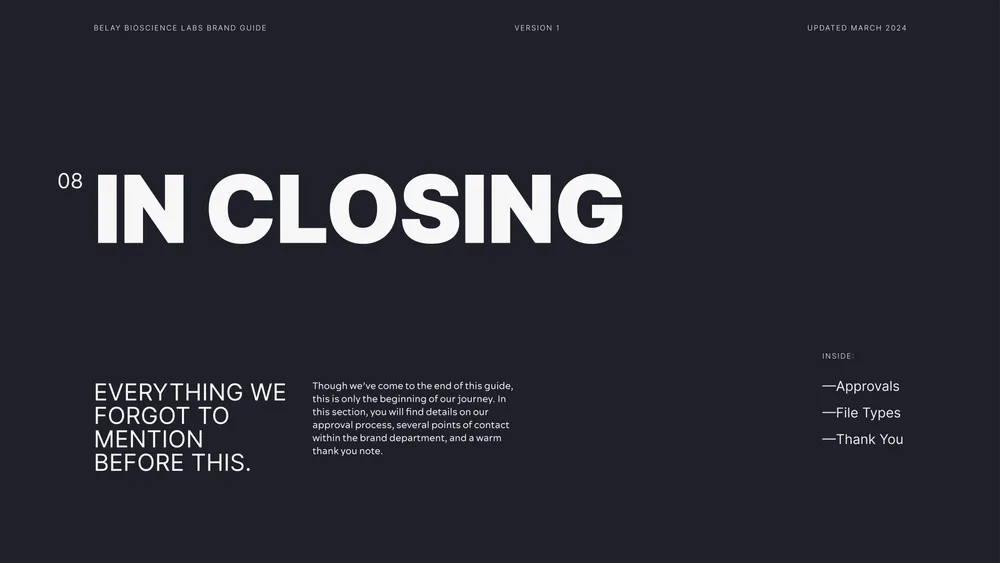 BELAY BIOSCIENCE LABS BRAND GUIDE
VERSION 1
UPDATED MARCH 2024
08
IN CLOSING
EVERYTHING WE
FORGOT TO
MENTION
BEFORE THIS.
Though we've come to the end of this guide,
this is only the beginning of our journey. In
this section, you will find details on our
approval process, several points of contact
within the brand department, and a warm
thank you note.
INSIDE:
—Approvals
—File Types
—Thank You